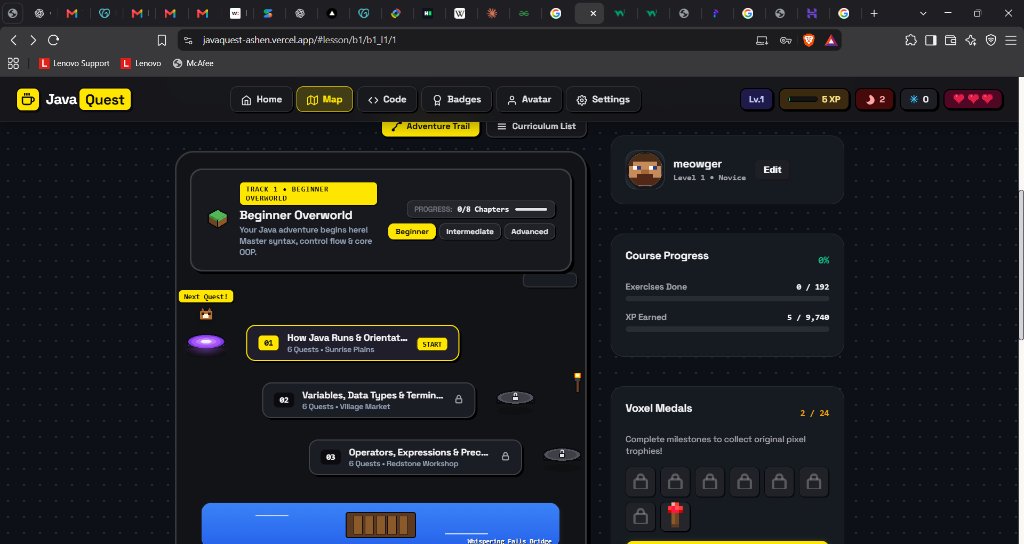 javaquest-ashen.vercel.app/#lesson/b1/b1_l1/1
Lenovo Support
Lenovo
McAfee
Java Quest
Home
Map
Code
Badges
Avatar
Settings
Lv.1
5 XP
2
0
Adventure Trail
Curriculum List
TRACK 1 • BEGINNER
OVERWORLD
Beginner Overworld
Your Java adventure begins here!
Master syntax, control flow & core
OOP.
PROGRESS: 0/8 Chapters
Beginner
Intermediate
Advanced
Next Quest!
01
How Java Runs & Orientat...
6 Quests • Sunrise Plains
START
02
Variables, Data Types & Termin...
6 Quests • Village Market
03
Operators, Expressions & Prec...
6 Quests • Redstone Workshop
Whispering Falls Bridge
meowger
Level 1 • Novice
Edit
Course Progress
0%
Exercises Done
0 / 192
XP Earned
5 / 9,740
Voxel Medals
2 / 24
Complete milestones to collect original pixel
trophies!